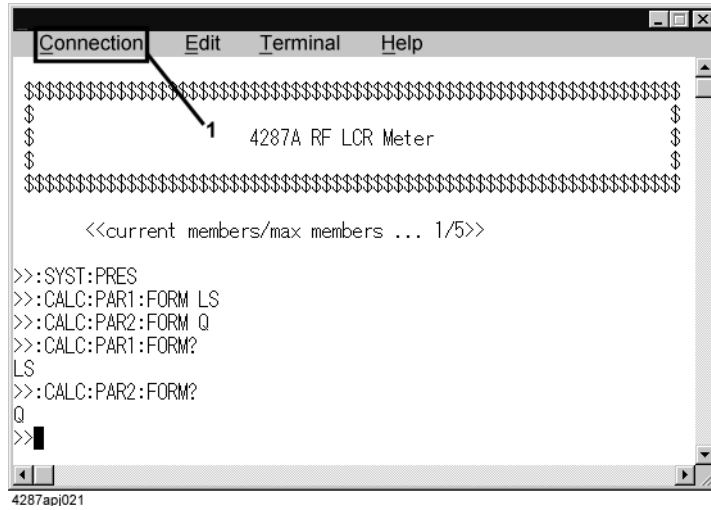 Connection Edit Terminal Help
$$$$$$$$$$$$$$$$$$$$$$$$$$$$$$$$$$$$$$$$$$$$$$$$$$$$$$$$$$$$$$$$
$ $
$ 4287A RF LCR Meter $
$ $
$$$$$$$$$$$$$$$$$$$$$$$$$$$$$$$$$$$$$$$$$$$$$$$$$$$$$$$$$$$$$$$$
1
<<current members/max members ... 1/5>>
>>:SYST:PRES
>>:CALC:PAR1:FORM LS
>>:CALC:PAR2:FORM Q
>>:CALC:PAR1:FORM?
LS
>>:CALC:PAR2:FORM?
Q
>>
4287apj021